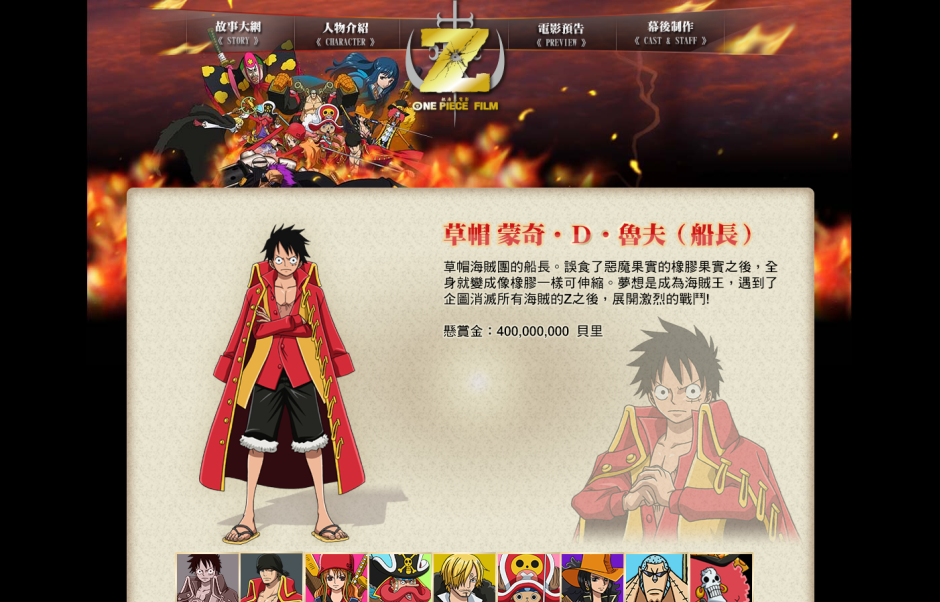 故事大網
《 STORY 》
人物介紹
《 CHARACTER 》
Z
ONE PIECE FILM
電影預告
《 PREVIEW 》
幕後制作
《 CAST & STAFF 》
草帽 蒙奇・D・魯夫（船長）
草帽海賊團的船長。誤食了惡魔果實的橡膠果實之後，全
身就變成像橡膠一樣可伸縮。夢想是成為海賊王，遇到了
企圖消滅所有海賊的Z之後，展開激烈的戰鬥!
懸賞金：400,000,000 貝里